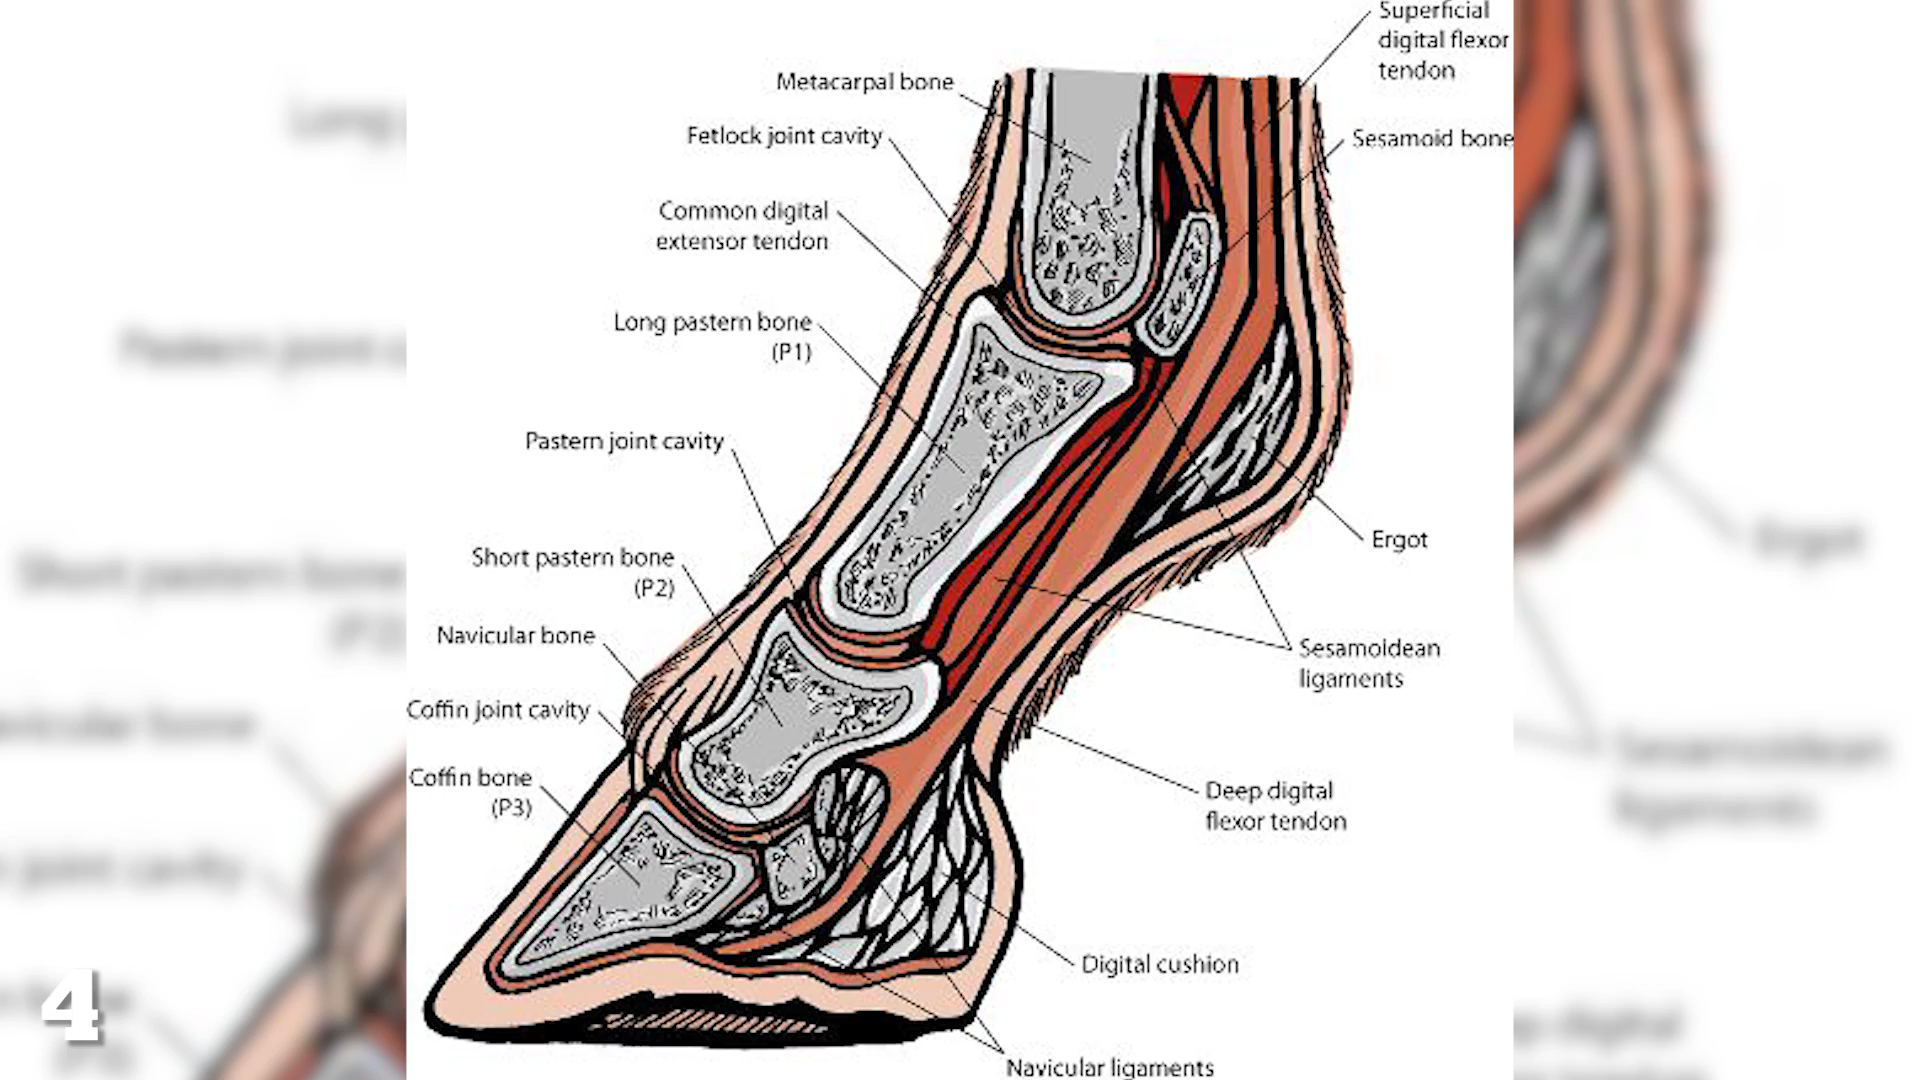 Superficial
digital flexor
tendon
Metacarpal bone
Fetlock joint cavity
Sesamoid bone
Common digital
extensor tendon
Long pastern bone
(P1)
Pastern joint cavity
Ergot
Short pastern bone
(P2)
Navicular bone
Sesamoldean
ligaments
Coffin joint cavity
Coffin bone
(P3)
Deep digital
flexor tendon
Digital cushion
Navicular ligaments
4